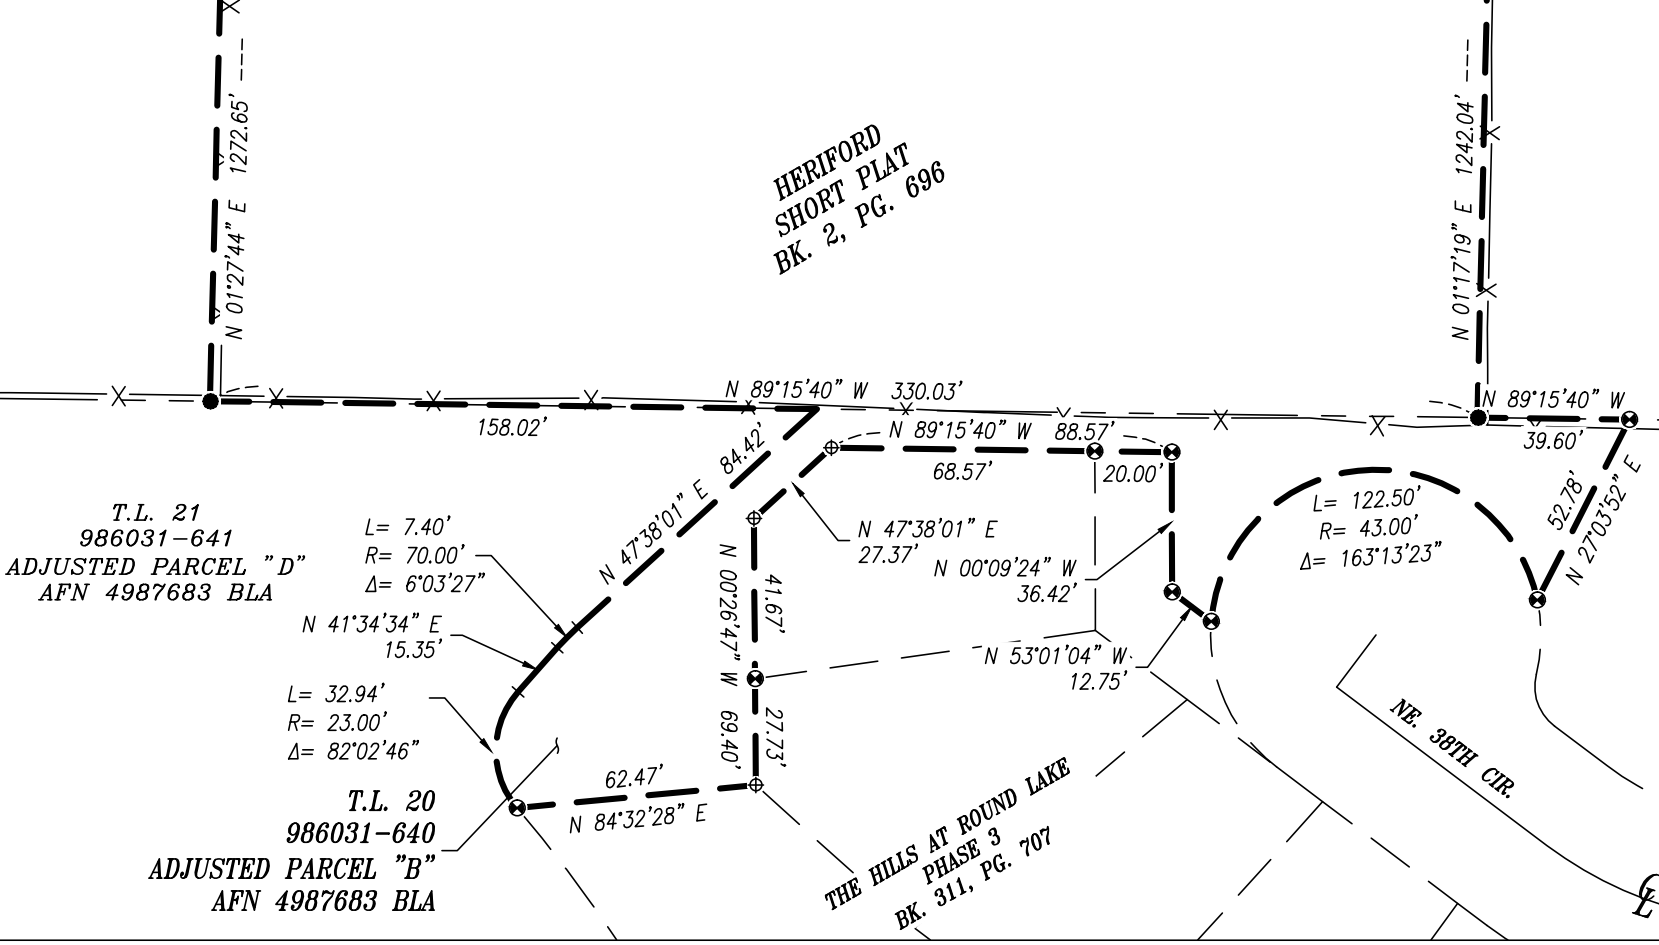 N 01°27'44" E 1272.65'
HERIFORD
SHORT PLAT
BK. 2, PG. 696
N 01°17'19" E 1242.04'
N 89°15'40" W 330.03'
158.02'
N 89°15'40" W
39.60'
N 47°38'01" E 84.42'
N 89°15'40" W 88.57'
68.57'
20.00'
52.78'
N 27°03'52" E
L= 122.50'
R= 43.00'
Δ= 163°13'23"
T.L. 21
986031-641
ADJUSTED PARCEL "D"
AFN 4987683 BLA
L= 7.40'
R= 70.00'
Δ= 6°03'27"
N 47°38'01" E
27.37'
N 00°09'24" W
36.42'
N 41°34'34" E
15.35'
N 00°26'47" W 69.40'
41.67'
27.73'
N 53°01'04" W
12.75'
L= 32.94'
R= 23.00'
Δ= 82°02'46"
62.47'
N 84°32'28" E
T.L. 20
986031-640
ADJUSTED PARCEL "B"
AFN 4987683 BLA
THE HILLS AT ROUND LAKE
PHASE 3
BK. 311, PG. 707
NE. 38TH CIR.